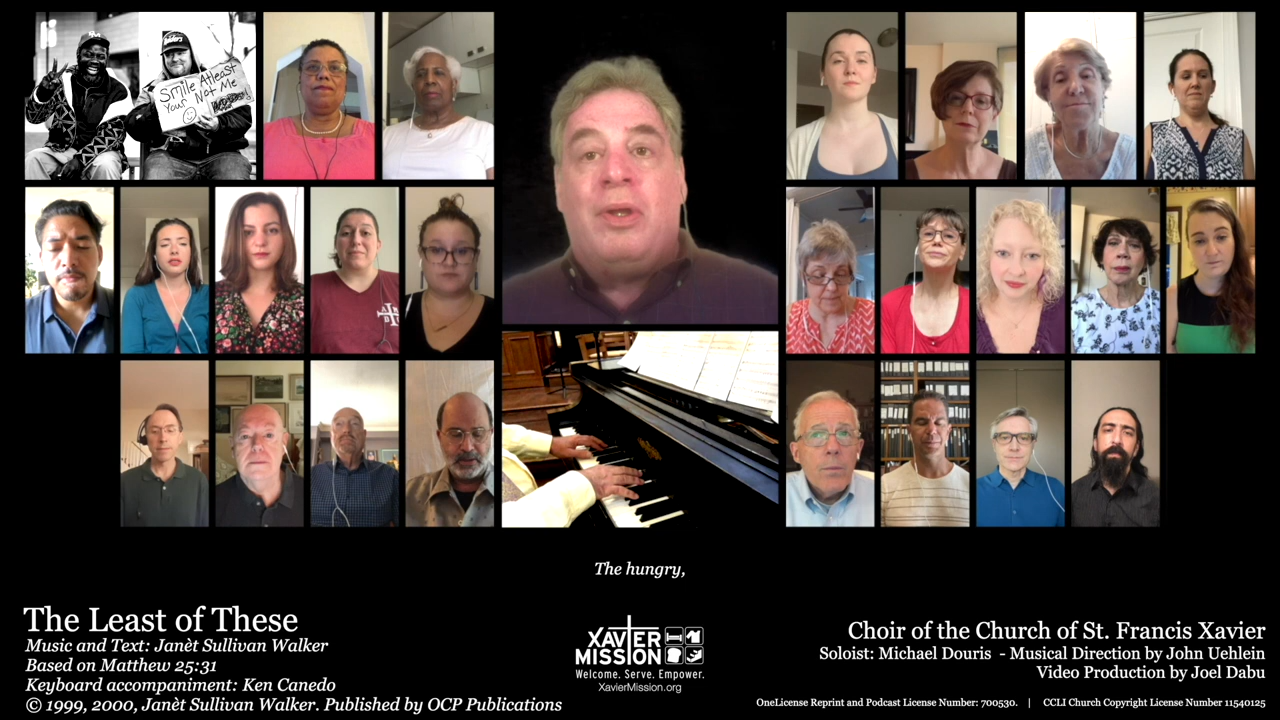 Smile Atleast
Your Not Me
The hungry,
The Least of These
Music and Text: Janèt Sullivan Walker
Based on Matthew 25:31
Keyboard accompaniment: Ken Canedo
© 1999, 2000, Janèt Sullivan Walker. Published by OCP Publications
XAVIER
MISSION
Welcome. Serve. Empower.
XavierMission.org
Choir of the Church of St. Francis Xavier
Soloist: Michael Douris - Musical Direction by John Uehlein
Video Production by Joel Dabu
OneLicense Reprint and Podcast License Number: 700530. | CCLI Church Copyright License Number 11540125